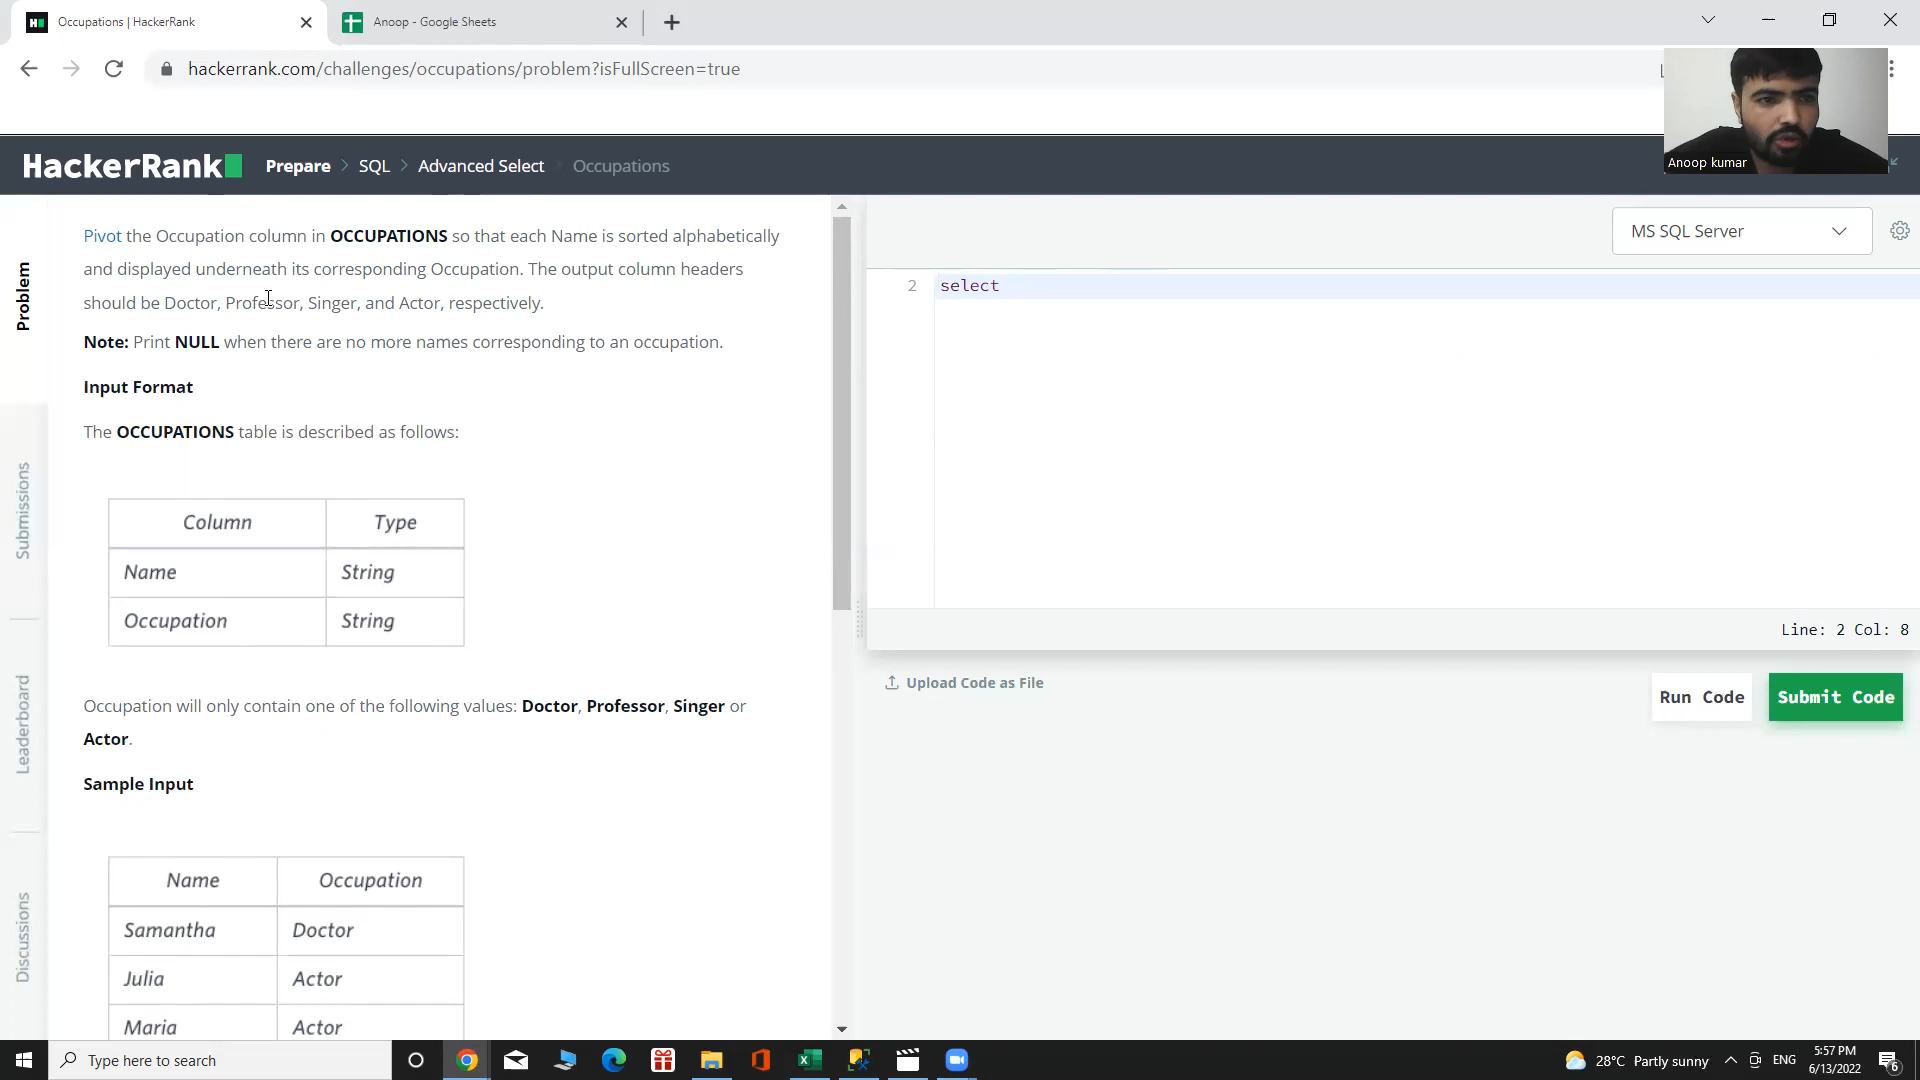 Occupations | HackerRank
Anoop - Google Sheets
hackerrank.com/challenges/occupations/problem?isFullScreen=true
Anoop kumar
HackerRank
Prepare > SQL > Advanced Select Occupations
Problem
Submissions
Leaderboard
Discussions
Pivot the Occupation column in OCCUPATIONS so that each Name is sorted alphabetically
and displayed underneath its corresponding Occupation. The output column headers
should be Doctor, Professor, Singer, and Actor, respectively.
Note: Print NULL when there are no more names corresponding to an occupation.
Input Format
The OCCUPATIONS table is described as follows:
Column Type
Name String
Occupation String
Occupation will only contain one of the following values: Doctor, Professor, Singer or
Actor.
Sample Input
Name Occupation
Samantha Doctor
Julia Actor
Maria Actor
MS SQL Server
2 select
Line: 2 Col: 8
Upload Code as File
Run Code
Submit Code
Type here to search
28°C Partly sunny
ENG
5:57 PM
6/13/2022
6